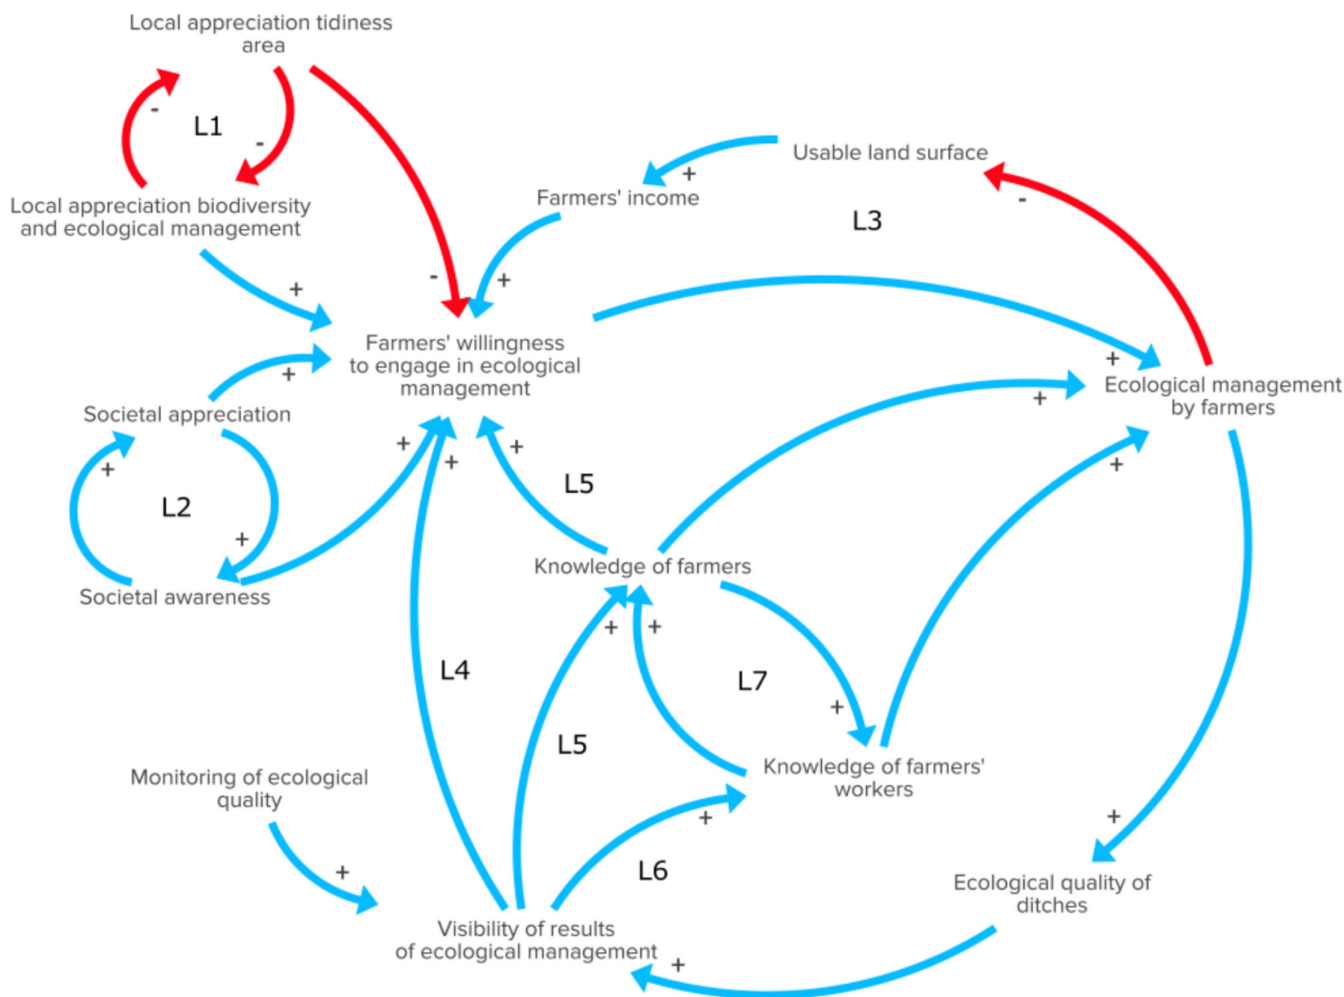 Local appreciation tidiness
area
-
L1
-
Usable land surface
+
Farmers' income
-
Local appreciation biodiversity
and ecological management
L3
-
+
+
Farmers' willingness
to engage in ecological
management
+
+
Ecological management
by farmers
+
Societal appreciation
+
+
+
+
+
+
L5
L2
+
Knowledge of farmers
Societal awareness
+
+
L4
L7
+
L5
Monitoring of ecological
quality
Knowledge of farmers'
workers
+
+
+
L6
Ecological quality of
ditches
Visibility of results
of ecological management
+